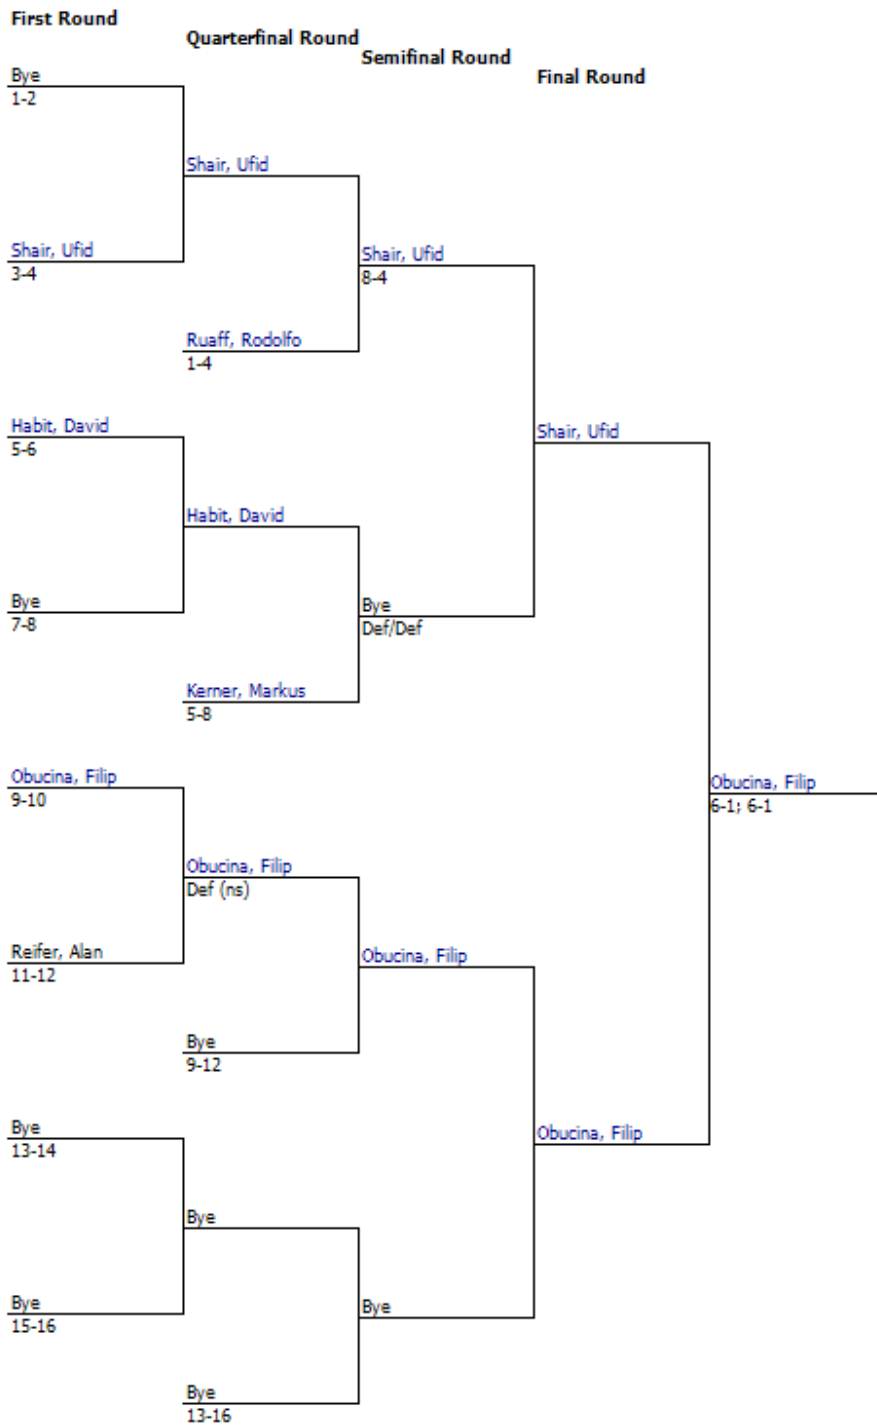 First Round
Quarterfinal Round
Semifinal Round
Final Round
Bye
1-2
Shair, Ufid
Shair, Ufid
3-4
Shair, Ufid
8-4
Ruaff, Rodolfo
1-4
Habit, David
5-6
Shair, Ufid
Habit, David
Bye
7-8
Bye
Def/Def
Kerner, Markus
5-8
Obucina, Filip
9-10
Obucina, Filip
6-1; 6-1
Obucina, Filip
Def (ns)
Reifer, Alan
11-12
Obucina, Filip
Bye
9-12
Bye
13-14
Obucina, Filip
Bye
Bye
15-16
Bye
Bye
13-16